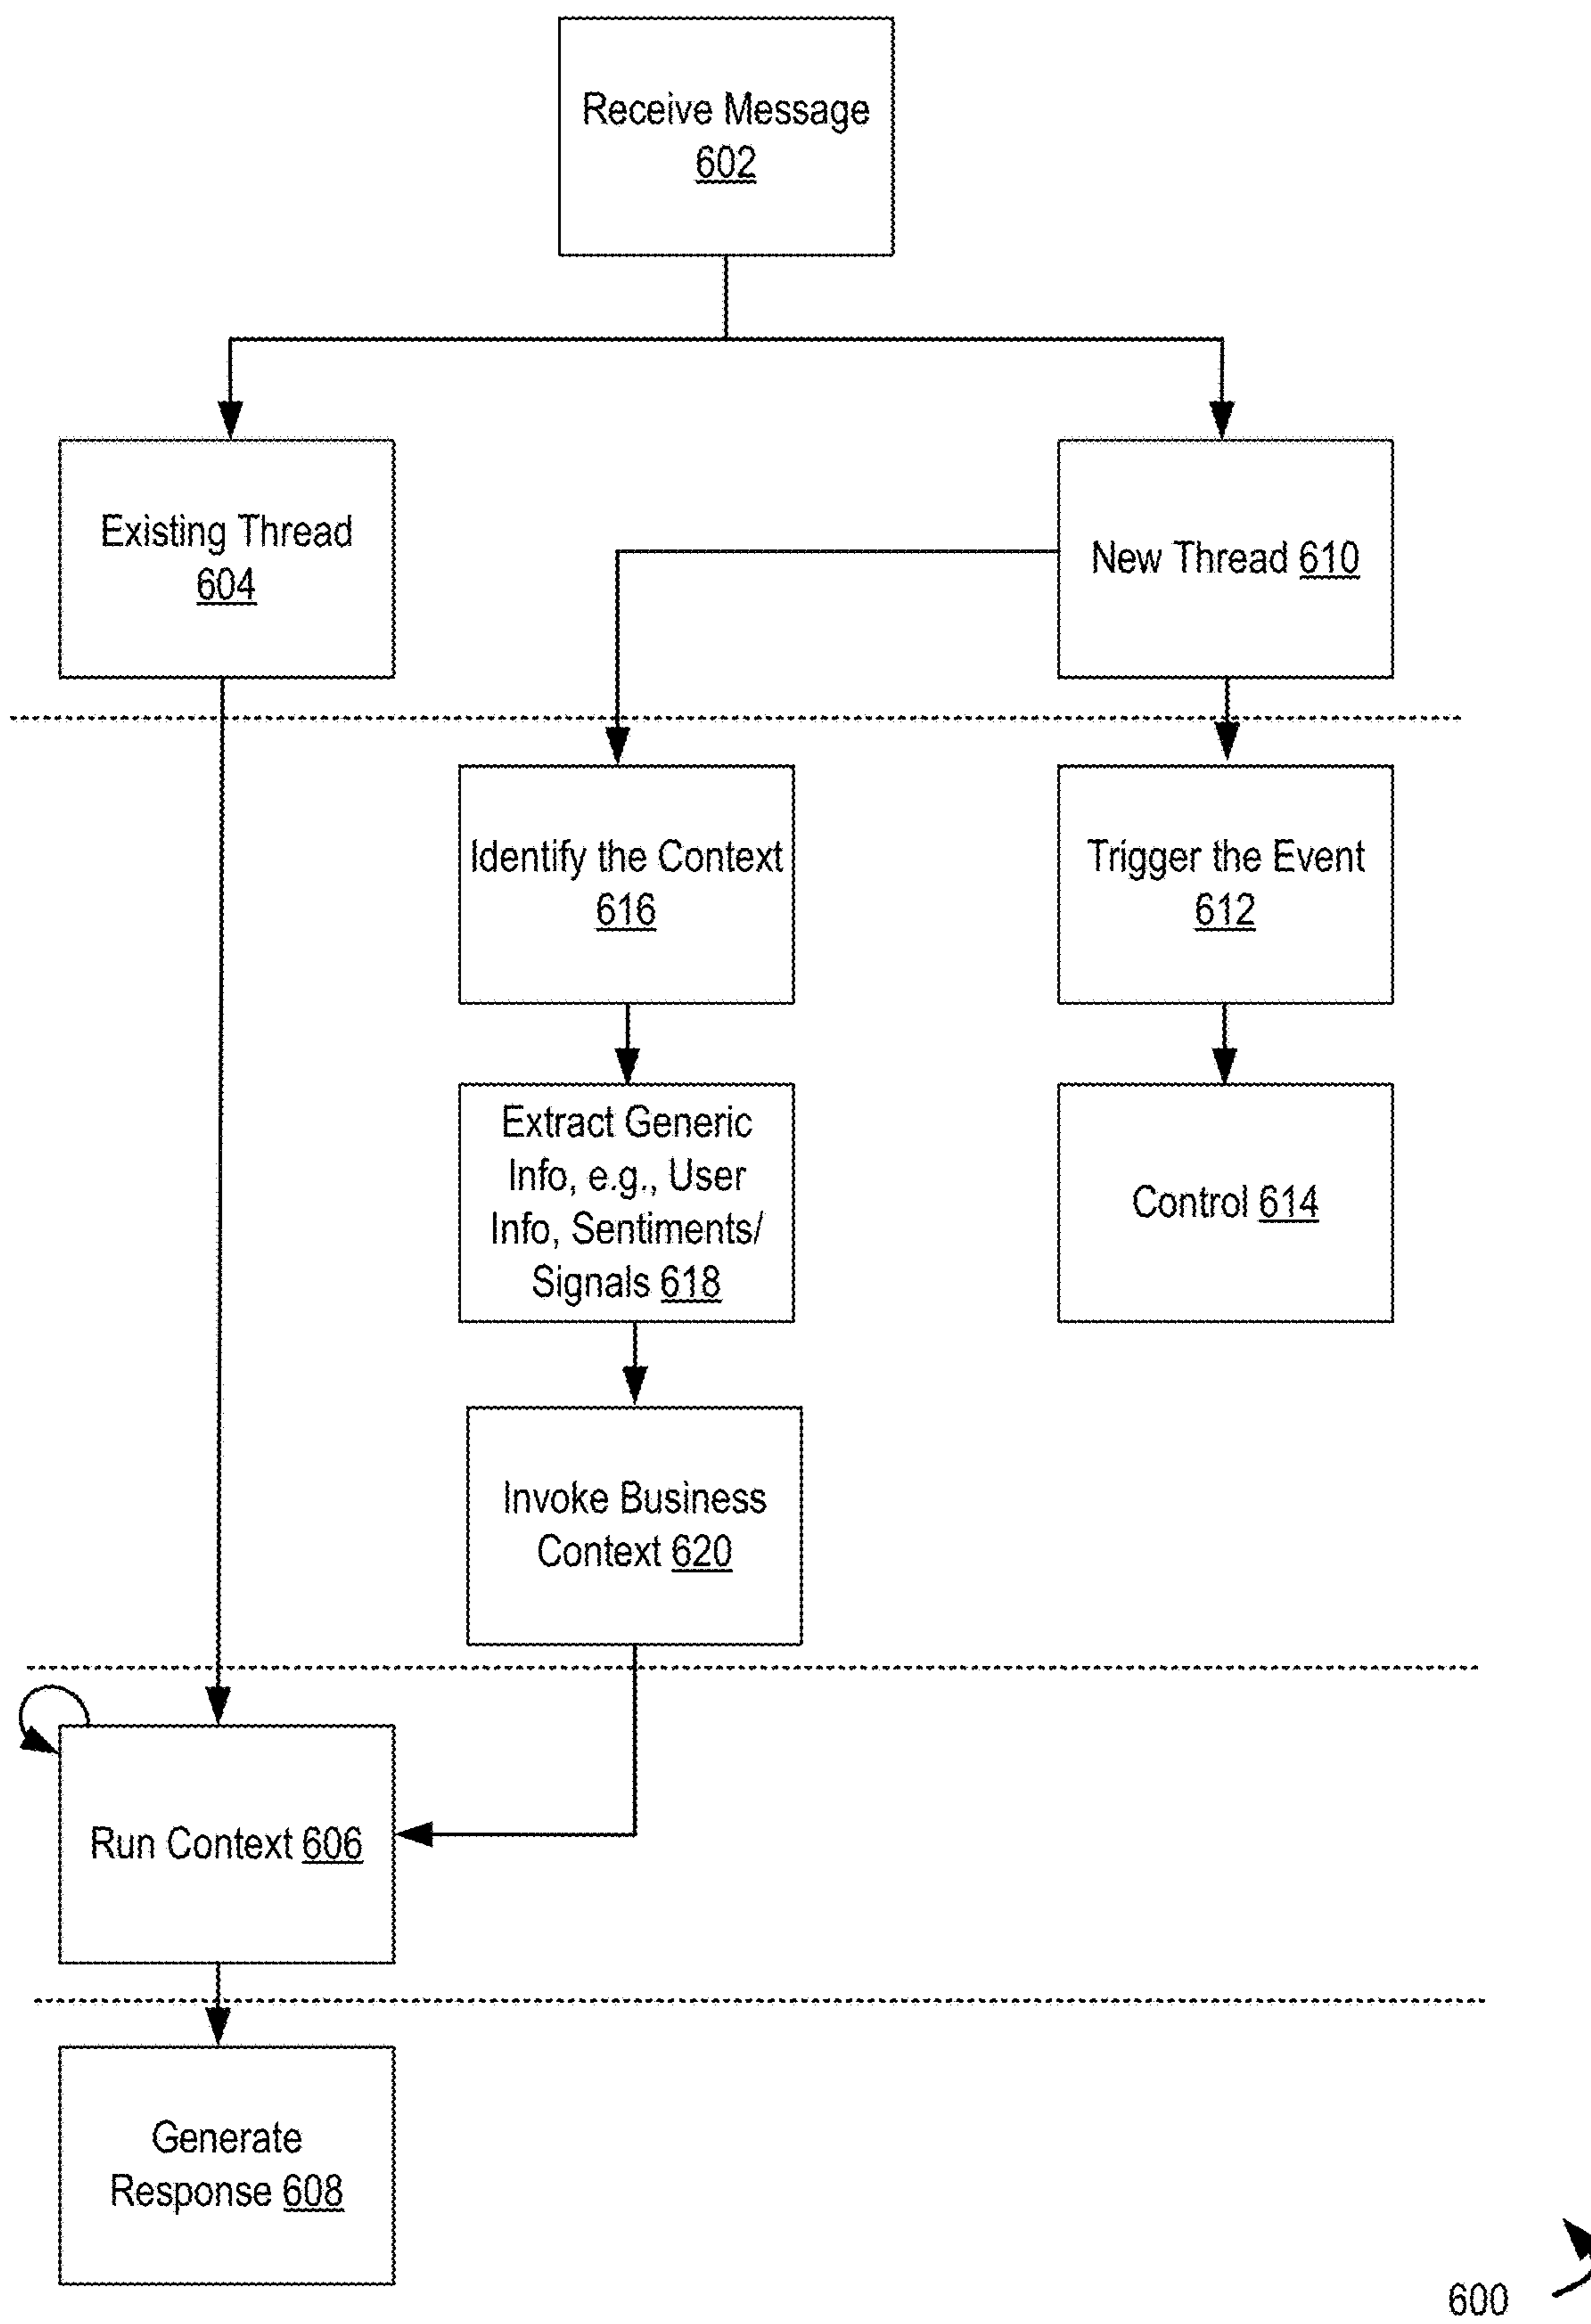 Receive Message
602
Existing Thread
604
New Thread 610
Identify the Context
616
Trigger the Event
612
Extract Generic
Info, e.g., User
Info, Sentiments/
Signals 618
Control 614
Invoke Business
Context 620
Run Context 606
Generate
Response 608
600